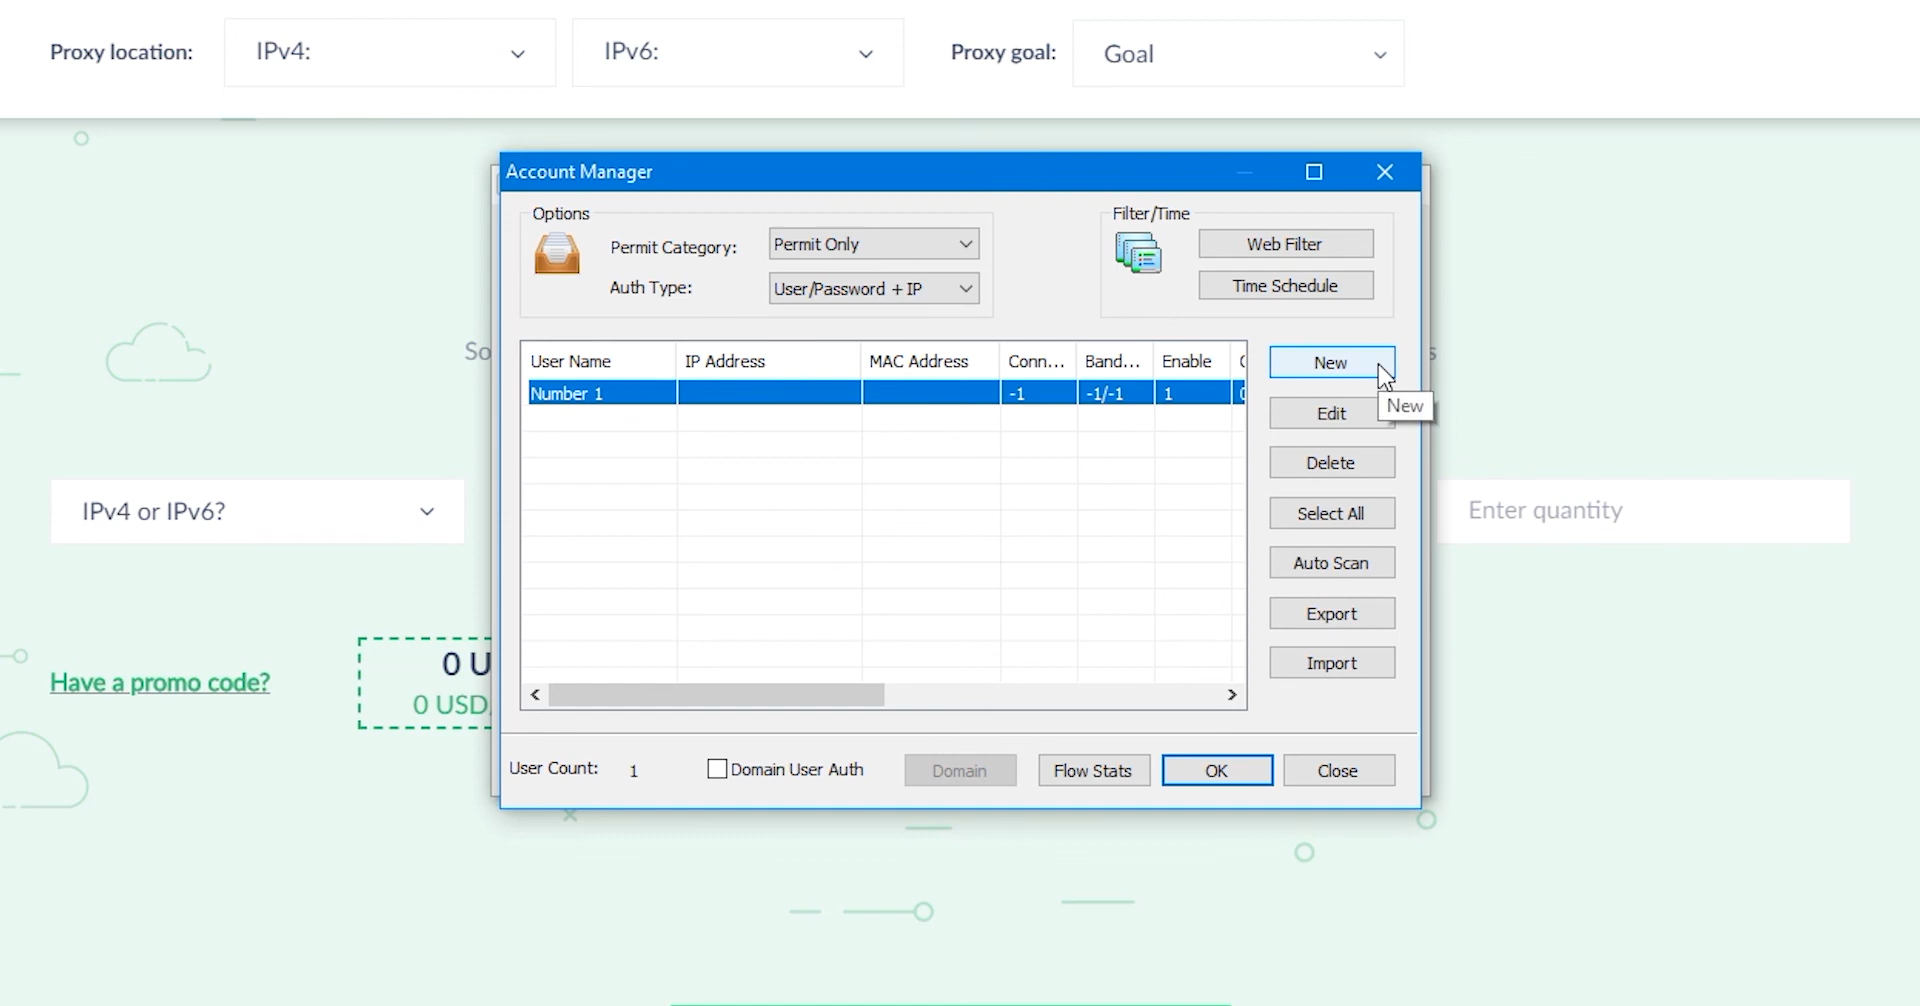 Proxy location:
IPv4:
IPv6:
Proxy goal:
Goal
Account Manager
Options
Permit Category:
Permit Only
Auth Type:
User/Password + IP
Filter/Time
Web Filter
Time Schedule
So
s
User Name IP Address MAC Address Conn... Band... Enable
Number 1 -1 -1/-1 1
New
New
Edit
Delete
Select All
Auto Scan
Export
Import
IPv4 or IPv6?
Enter quantity
Have a promo code?
0 U
0 USD
User Count: 1
Domain User Auth
Domain
Flow Stats
OK
Close